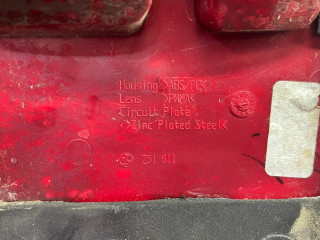 Housing >ABS/PC<
Lens >PMMA<
Circuit Plate
>Zinc Plated Steel<
251 611